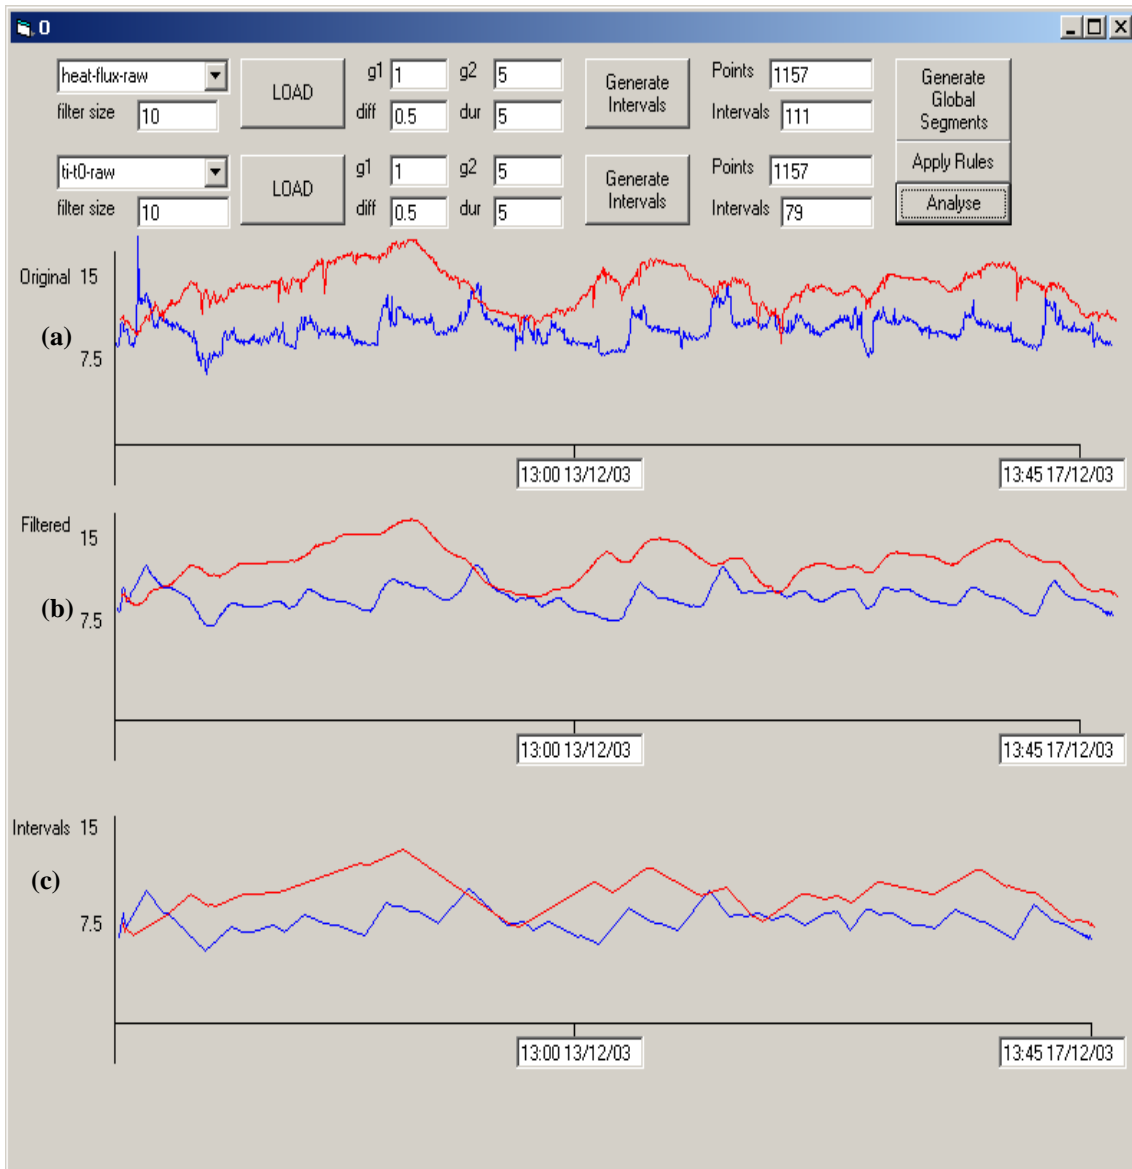 0
heat-flux-raw
LOAD
g1 1 g2 5
Generate
Intervals
Points 1157
Generate
Global
Segments
filter size 10
diff 0.5 dur 5
Intervals 111
ti-t0-raw
LOAD
g1 1 g2 5
Generate
Intervals
Points 1157
Apply Rules
filter size 10
diff 0.5 dur 5
Intervals 79
Analyse
Original 15
(a)
7.5
13:00 13/12/03 13:45 17/12/03
Filtered 15
(b)
7.5
13:00 13/12/03 13:45 17/12/03
Intervals 15
(c)
7.5
13:00 13/12/03 13:45 17/12/03